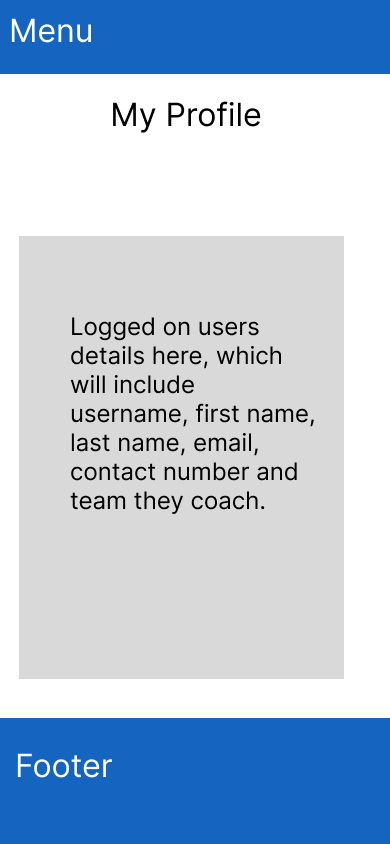 Menu
My Profile
Logged on users
details here, which
will include
username, first name,
last name, email,
contact number and
team they coach.
Footer